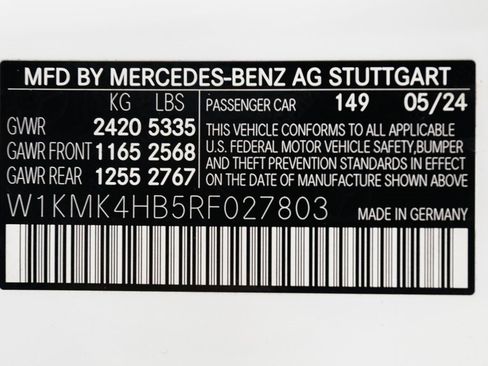 MFD BY MERCEDES-BENZ AG STUTTGART
KG LBS PASSENGER CAR 149 05/24
GVWR 2420 5335
GAWR FRONT 1165 2568
GAWR REAR 1255 2767
THIS VEHICLE CONFORMS TO ALL APPLICABLE
U.S. FEDERAL MOTOR VEHICLE SAFETY, BUMPER
AND THEFT PREVENTION STANDARDS IN EFFECT
ON THE DATE OF MANUFACTURE SHOWN ABOVE
W1KMK4HB5RF027803 MADE IN GERMANY